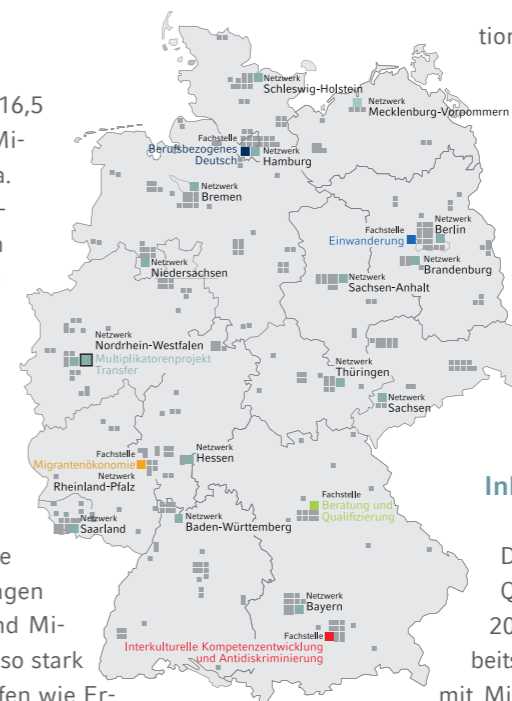 tion
16,5
Mi-
a.
-
Netzwerk
Schleswig-Holstein
Netzwerk
Mecklenburg-Vorpommern
Fachstelle
Berufsbezogenes
Deutsch
Netzwerk
Hamburg
Netzwerk
Bremen
Fachstelle
Einwanderung
Netzwerk
Berlin
Netzwerk
Brandenburg
Netzwerk
Niedersachsen
Netzwerk
Sachsen-Anhalt
Netzwerk
Nordrhein-Westfalen
Multiplikatorenprojekt
Transfer
Netzwerk
Thüringen
Netzwerk
Sachsen
Fachstelle
Migrantenökonomie
Netzwerk
Rheinland-Pfalz
Netzwerk
Hessen
Netzwerk
Saarland
Netzwerk
Baden-Württemberg
Fachstelle
Beratung und
Qualifizierung
Netzwerk
Bayern
Fachstelle
Interkulturelle Kompetenzentwicklung
und Antidiskriminierung
e
ngen
nd Mi-
so stark
fen wie Er-
Inl
D
Q
20
beits
mit Mi